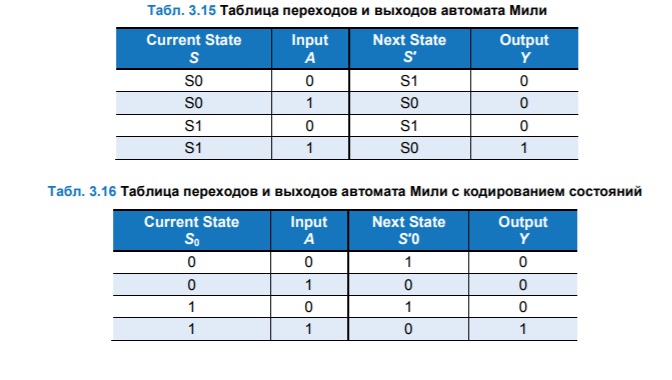 Табл. 3.15 Таблица переходов и выходов автомата Мили
Current State Input Next State Output
S A S′ Y
S0 0 S1 0
S0 1 S0 0
S1 0 S1 0
S1 1 S0 1
Табл. 3.16 Таблица переходов и выходов автомата Мили с кодированием состояний
Current State Input Next State Output
S₀ A S′0 Y
0 0 1 0
0 1 0 0
1 0 1 0
1 1 0 1